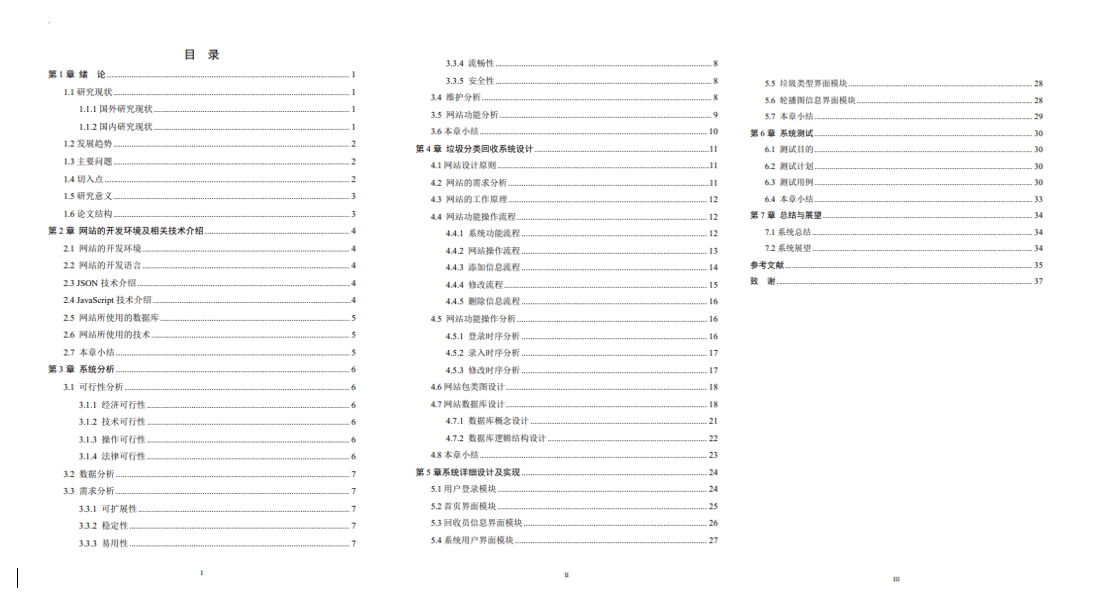 目 录
第 1 章 绪 论 1
1.1 研究现状 1
1.1.1 国外研究现状 1
1.1.2 国内研究现状 1
1.2 发展趋势 2
1.3 主要问题 2
1.4 切入点 2
1.5 研究意义 3
1.6 论文结构 3
第 2 章 网站的开发环境及相关技术介绍 4
2.1 网站的开发环境 4
2.2 网站的开发语言 4
2.3 JSON 技术介绍 4
2.4 JavaScript 技术介绍 4
2.5 网站所使用的数据库 5
2.6 网站所使用的技术 5
2.7 本章小结 5
第 3 章 系统分析 6
3.1 可行性分析 6
3.1.1 经济可行性 6
3.1.2 技术可行性 6
3.1.3 操作可行性 6
3.1.4 法律可行性 6
3.2 数据分析 7
3.3 需求分析 7
3.3.1 可扩展性 7
3.3.2 稳定性 7
3.3.3 易用性 7
I
3.3.4 流畅性 8
3.3.5 安全性 8
3.4 维护分析 8
3.5 网站功能分析 9
3.6 本章小结 10
第 4 章 垃圾分类回收系统设计 11
4.1 网站设计原则 11
4.2 网站的需求分析 11
4.3 网站的工作原理 12
4.4 网站功能操作流程 12
4.4.1 系统功能流程 12
4.4.2 网站操作流程 13
4.4.3 添加信息流程 14
4.4.4 修改流程 15
4.4.5 删除信息流程 16
4.5 网站功能操作分析 16
4.5.1 登录时序分析 16
4.5.2 录入时序分析 17
4.5.3 修改时序分析 17
4.6 网站包类图设计 18
4.7 网站数据库设计 18
4.7.1 数据库概念设计 21
4.7.2 数据库逻辑结构设计 22
4.8 本章小结 23
第 5 章系统详细设计及实现 24
5.1 用户登录模块 24
5.2 首页界面模块 25
5.3 回收员信息界面模块 26
5.4 系统用户界面模块 27
II
5.5 垃圾类型界面模块 28
5.6 轮播图信息界面模块 28
5.7 本章小结 29
第 6 章 系统测试 30
6.1 测试目的 30
6.2 测试计划 30
6.3 测试用例 30
6.4 本章小结 33
第 7 章 总结与展望 34
7.1 系统总结 34
7.2 系统展望 34
参考文献 35
致 谢 37
III